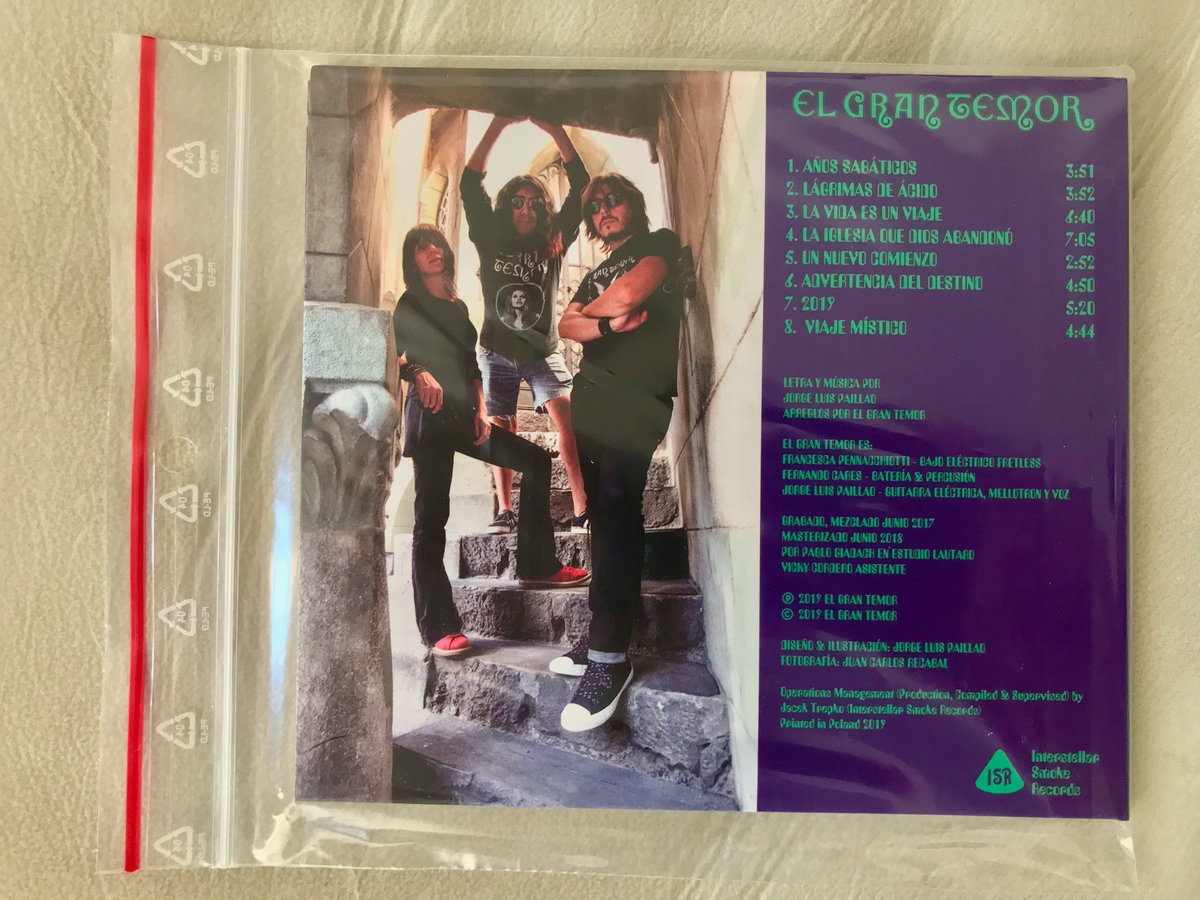 EL GRAN TEMOR
1. AÑOS SABÁTICOS 3:51
2. LÁGRIMAS DE ÁCIDO 3:52
3. LA VIDA ES UN VIAJE 6:40
4. LA IGLESIA QUE DIOS ABANDONÓ 7:05
5. UN NUEVO COMIENZO 2:52
6. ADVERTENCIA DEL DESTINO 4:50
7. 2019 5:20
8. VIAJE MÍSTICO 4:44
LETRA Y MÚSICA POR
JORGE LUIS PAILLAO
ARREGLOS POR EL GRAN TEMOR
EL GRAN TEMOR ES:
FRANCESCA PENNACCHIOTTI - BAJO ELÉCTRICO FRETLESS
FERNANDO CARES - BATERÍA & PERCUSIÓN
JORGE LUIS PAILLAO - GUITARRA ELÉCTRICA, MELLOTRON Y VOZ
GRABADO, MEZCLADO JUNIO 2017
MASTERIZADO JUNIO 2018
POR PABLO GIADACH EN ESTUDIO LAUTARO
VICKY CORDERO ASISTENTE
℗ 2019 EL GRAN TEMOR
© 2019 EL GRAN TEMOR
DISEÑO & ILUSTRACIÓN: JORGE LUIS PAILLAO
FOTOGRAFÍA: JUAN CARLOS RECABAL
Operations Management (Production, Compiled & Supervised) by
Jacek Trepko (Interstellar Smoke Records)
Printed in Poland 2019
ISR
Interstellar
Smoke
Records
04
PE-LD